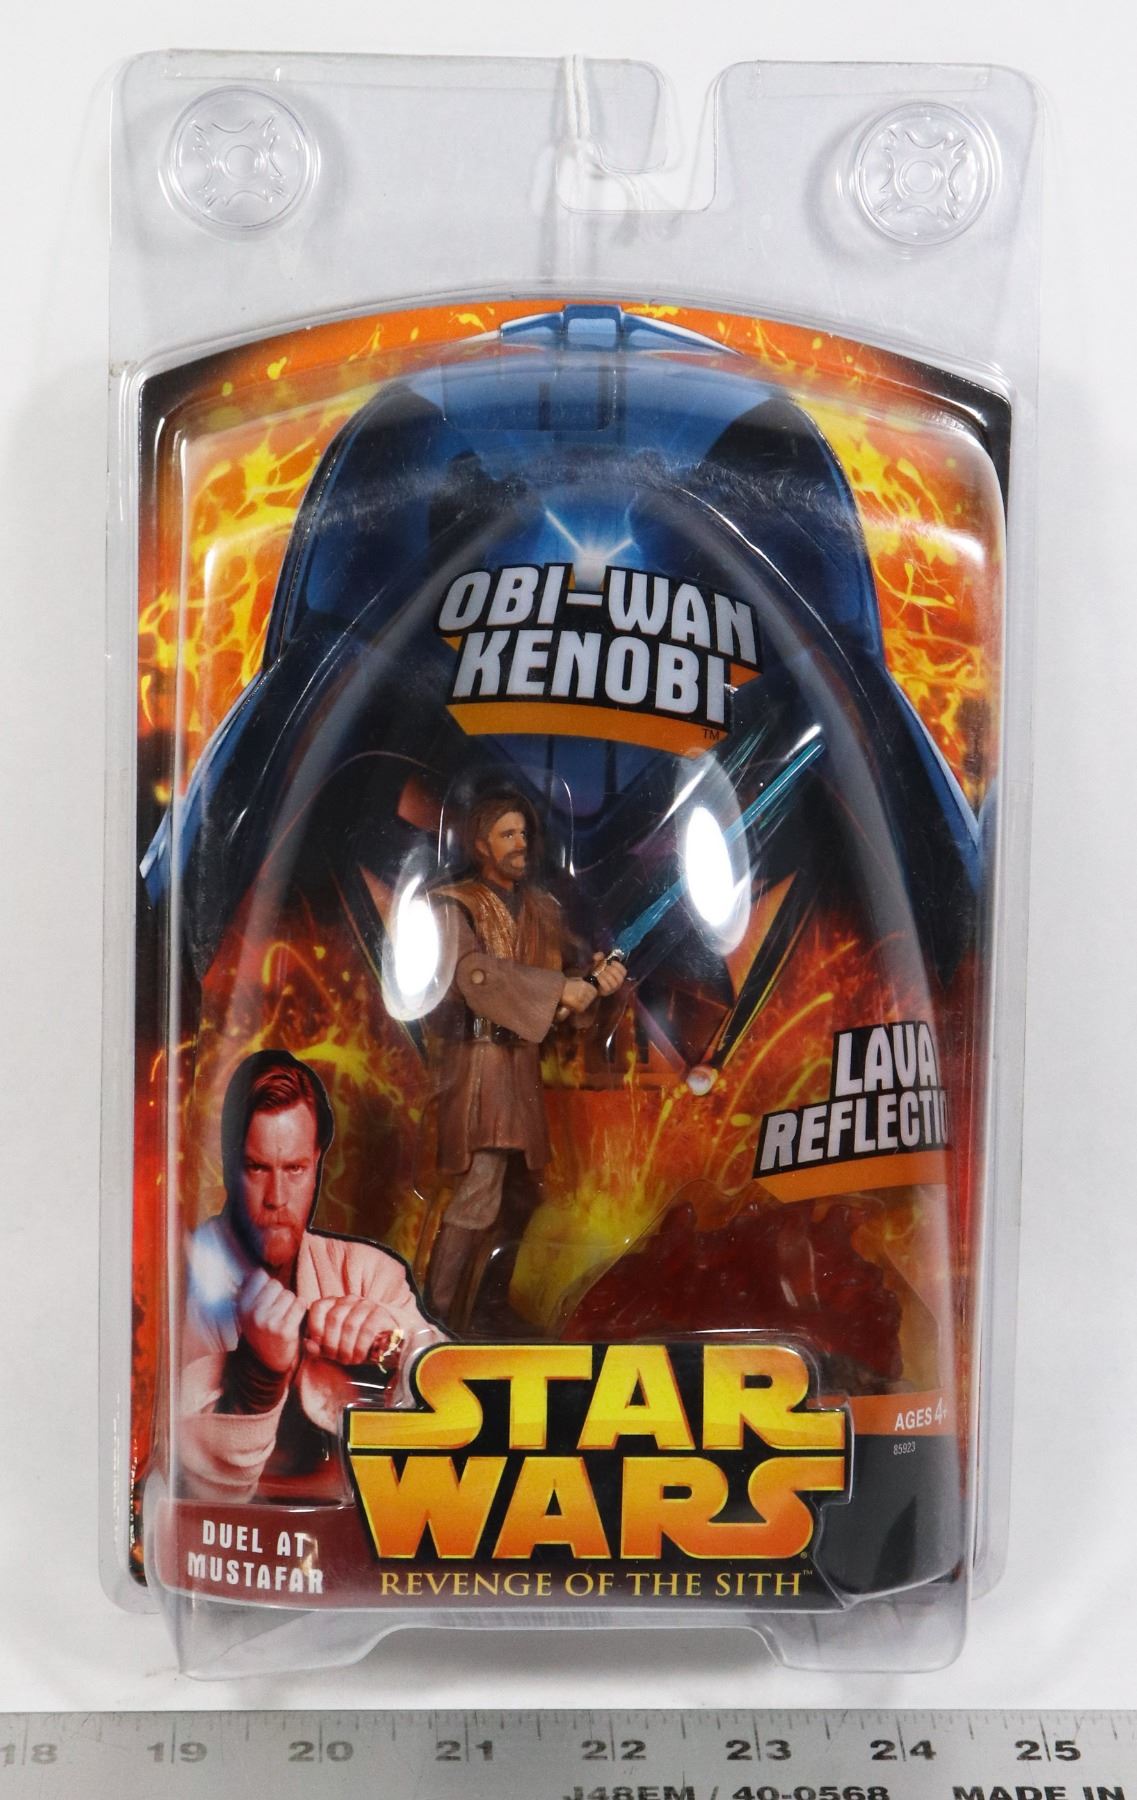 OBI-WAN
KENOBI
TM
LAVA
REFLECTIO
AGES 4+
85923
STAR
WARS®
REVENGE OF THE SITH™
DUEL AT
MUSTAFAR
18 19 20 21 22 23 24 25
J48EM / 40-0568 MADE IN